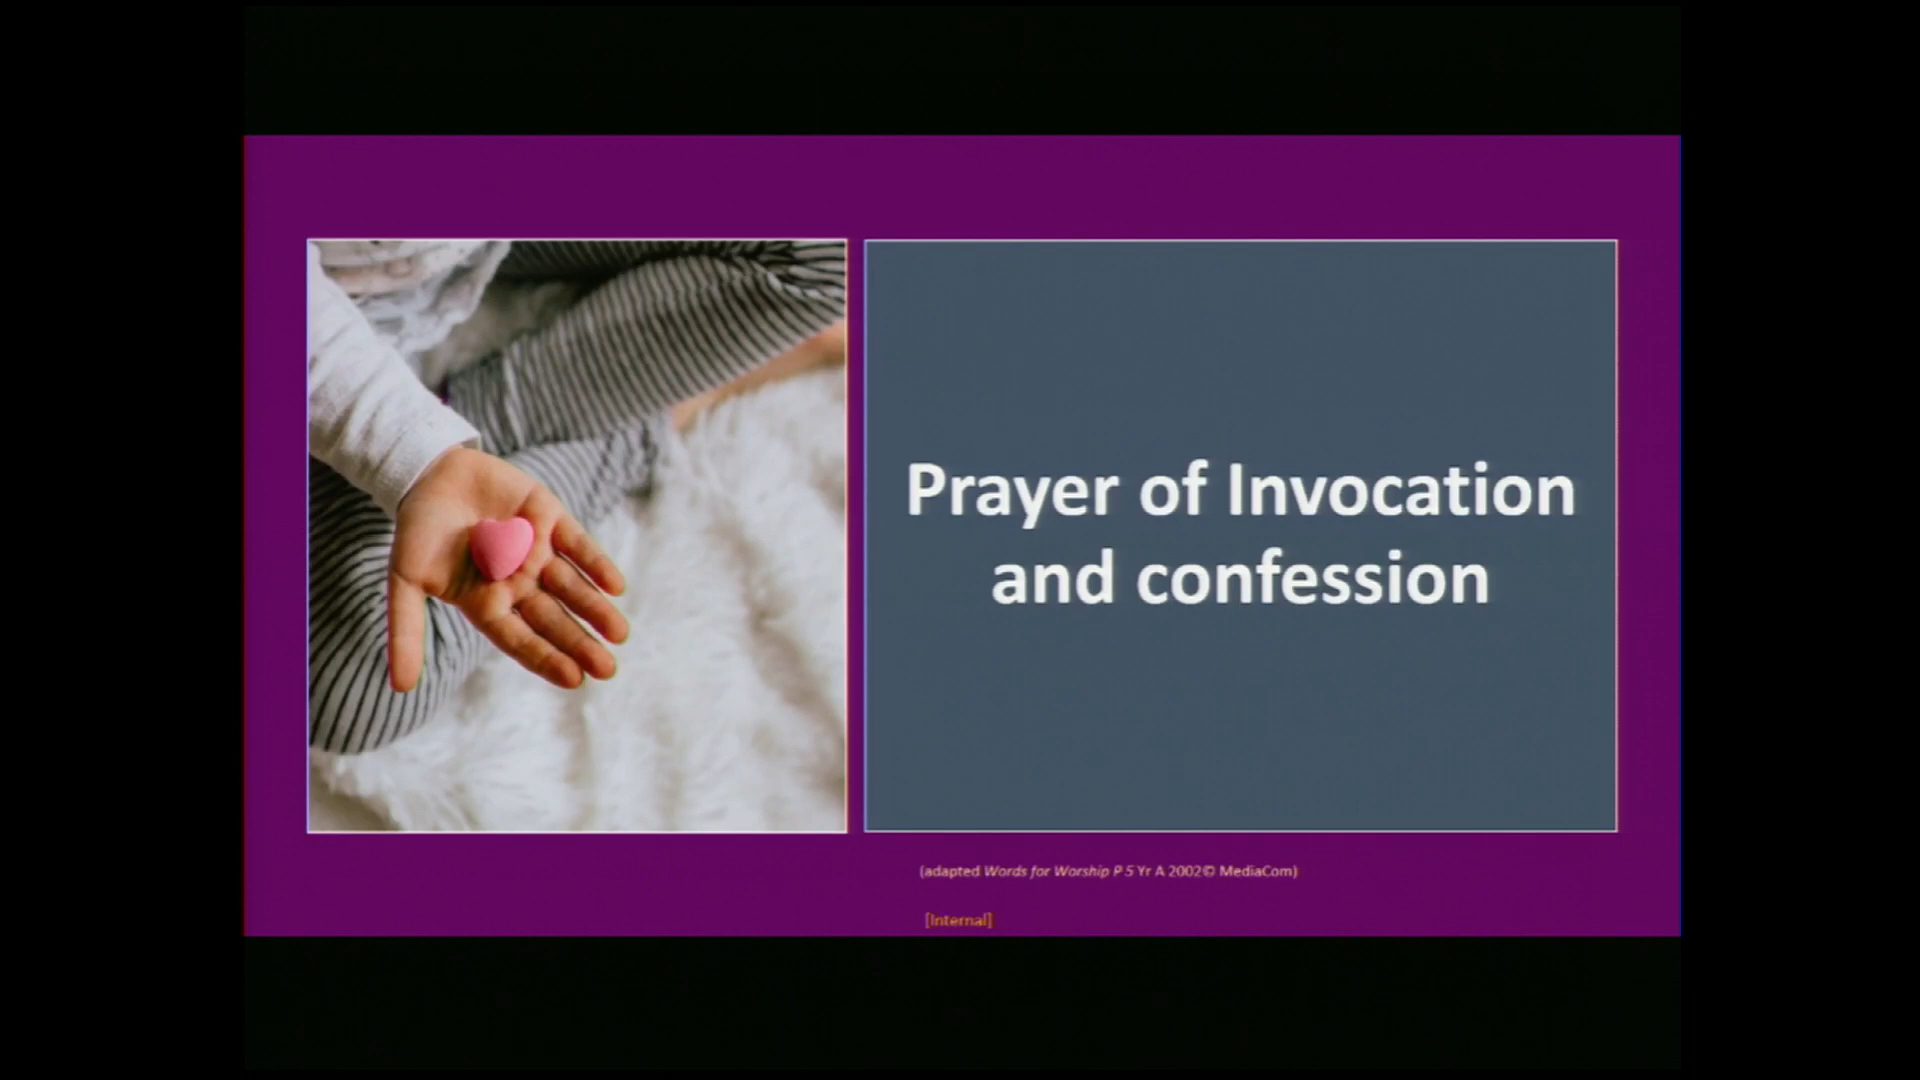 Prayer of Invocation
and confession
(adapted Words for Worship P 5 Yr A 2002© MediaCom)
[Internal]